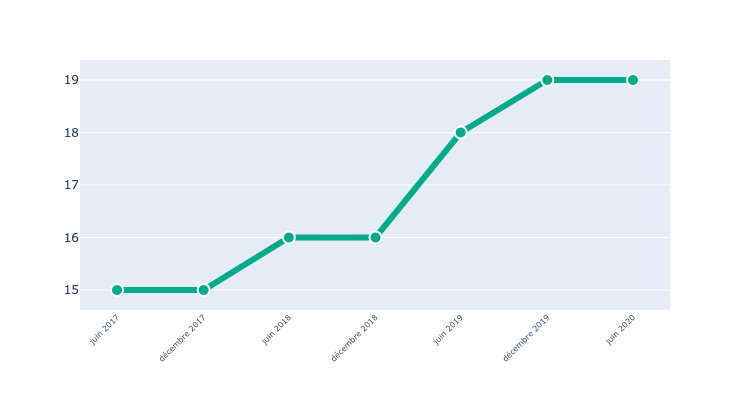 19
18
17
16
15
juin 2017
décembre 2017
juin 2018
décembre 2018
juin 2019
décembre 2019
juin 2020